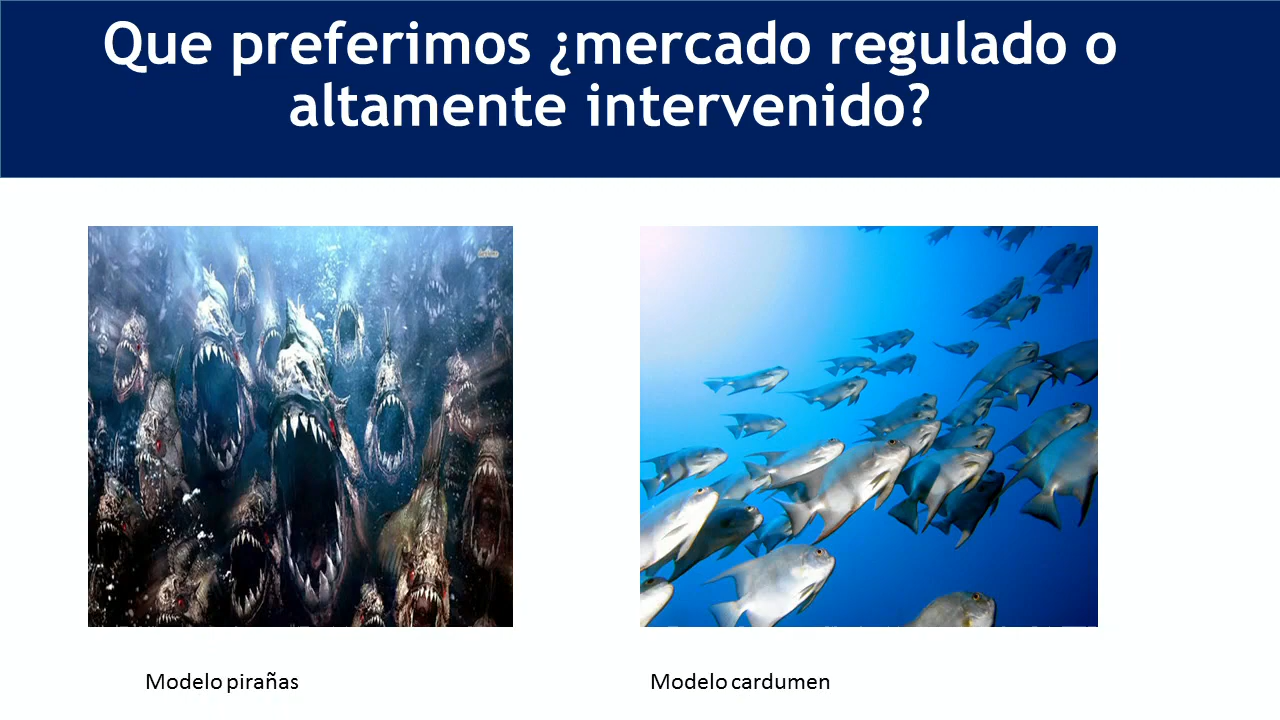 Que preferimos ¿mercado regulado o
altamente intervenido?
Modelo pirañas
Modelo cardumen